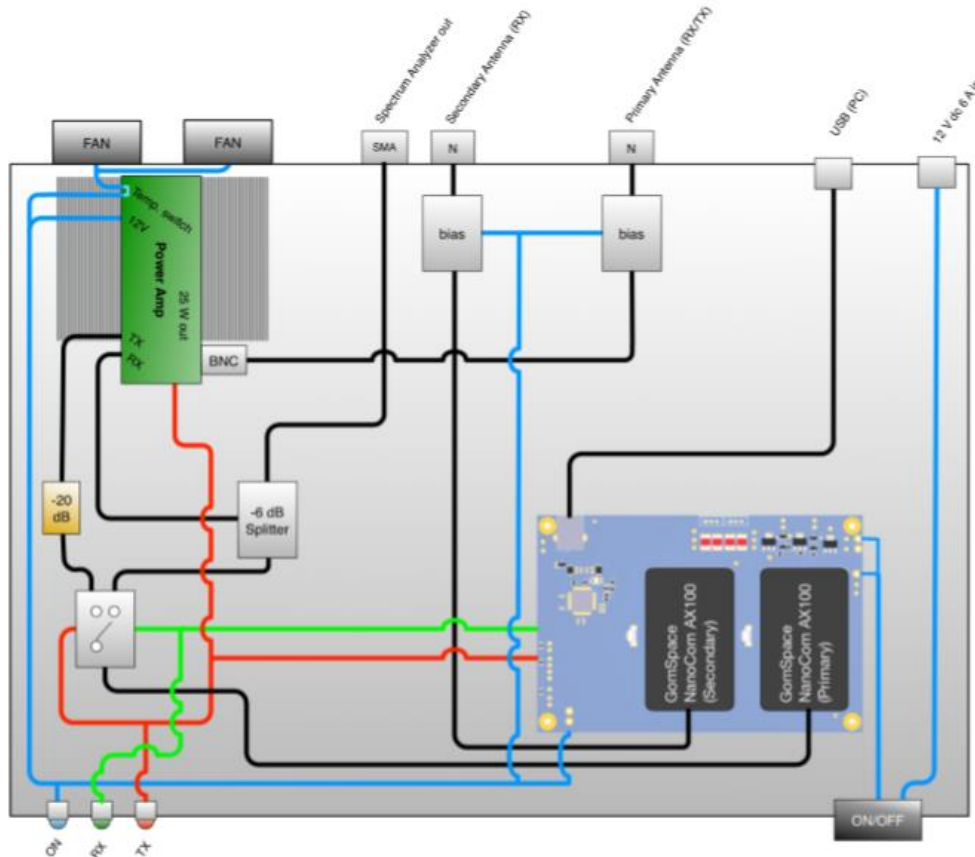 Spectrum Analyzer out
Secondary Antenna (RX)
Primary Antenna (RX/TX)
USB (PC)
12 V dc 6 A in
FAN
FAN
SMA
N
N
Temp. switch
12V
Power Amp
25 W out
TX
RX
BNC
bias
bias
-20
dB
-6 dB
Splitter
GomSpace
NanoCom AX100
(Secondary)
GomSpace
NanoCom AX100
(Primary)
ON/OFF
ON
RX
TX